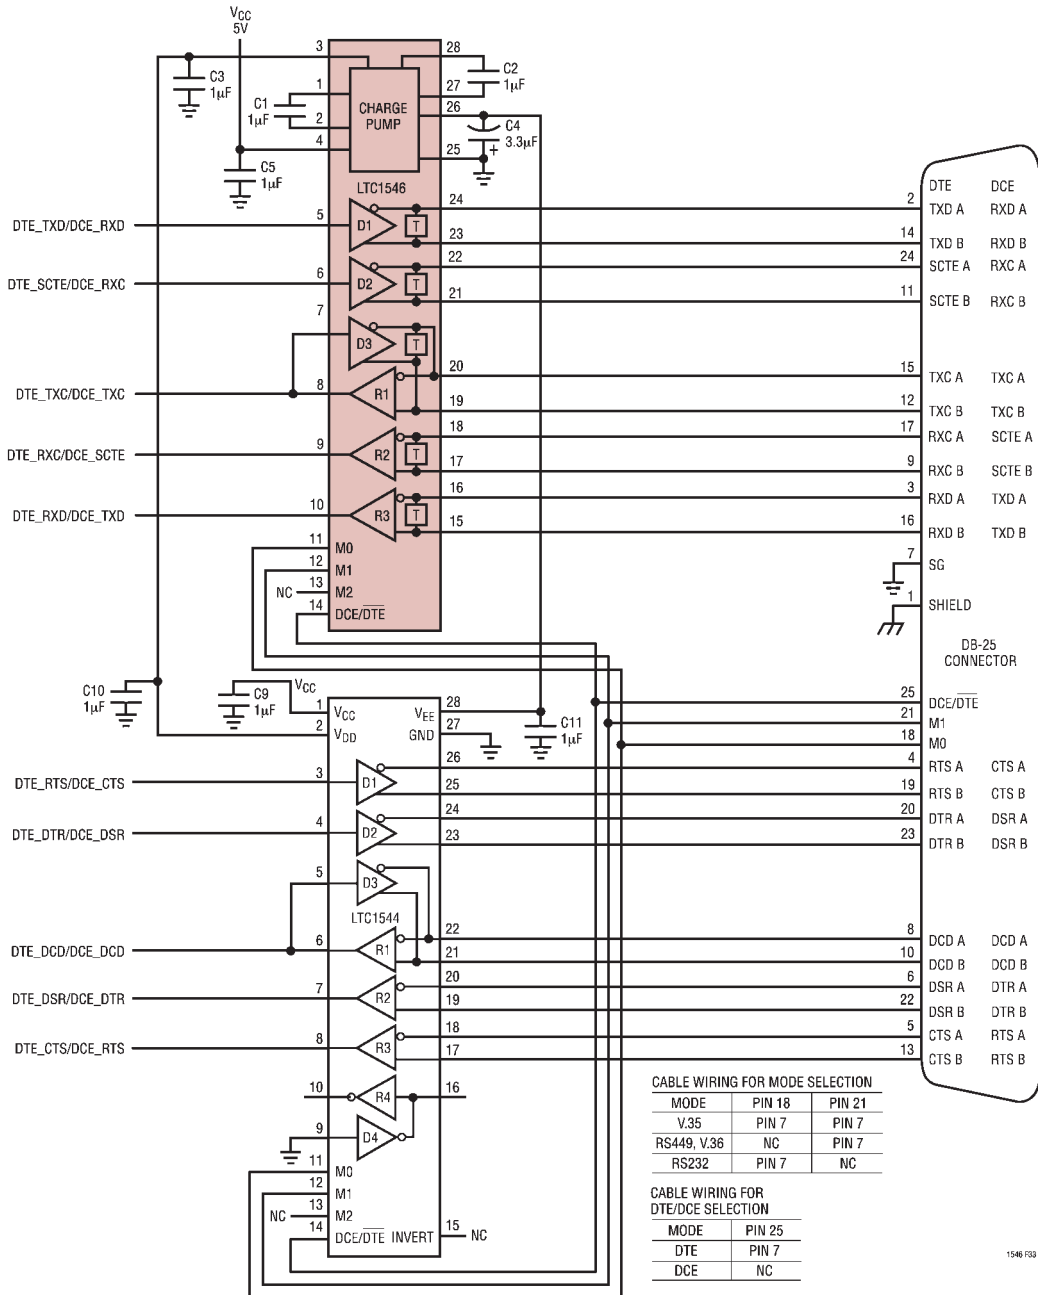 VCC
5V
3
28
C3
1µF
C2
1µF
1
27
C1
1µF
CHARGE
PUMP
26
2
C4
3.3µF
+
4
25
C5
1µF
LTC1546
DTE_TXD/DCE_RXD
5
D1
T
24
23
DTE_SCTE/DCE_RXC
6
D2
T
22
21
7
D3
T
DTE_TXC/DCE_TXC
8
R1
20
19
DTE_RXC/DCE_SCTE
9
R2
T
18
17
DTE_RXD/DCE_TXD
10
R3
T
16
15
11
M0
12
M1
NC
13
M2
14
DCE/DTE
DTE
DCE
2
TXD A
RXD A
14
TXD B
RXD B
24
SCTE A
RXC A
11
SCTE B
RXC B
15
TXC A
TXC A
12
TXC B
TXC B
17
RXC A
SCTE A
9
RXC B
SCTE B
3
RXD A
TXD A
16
RXD B
TXD B
7
SG
1
SHIELD
DB-25
CONNECTOR
25
DCE/DTE
21
M1
18
M0
4
RTS A
CTS A
19
RTS B
CTS B
20
DTR A
DSR A
23
DTR B
DSR B
8
DCD A
DCD A
10
DCD B
DCD B
6
DSR A
DTR A
22
DSR B
DTR B
5
CTS A
RTS A
13
CTS B
RTS B
C10
1µF
C9
1µF
VCC
1
VCC
2
VDD
VEE
28
GND
27
C11
1µF
DTE_RTS/DCE_CTS
3
D1
26
25
DTE_DTR/DCE_DSR
4
D2
24
23
5
D3
LTC1544
DTE_DCD/DCE_DCD
6
R1
22
21
DTE_DSR/DCE_DTR
7
R2
20
19
DTE_CTS/DCE_RTS
8
R3
18
17
10
R4
16
9
D4
11
M0
12
M1
NC
13
M2
14
DCE/DTE
INVERT
15
NC
CABLE WIRING FOR MODE SELECTION
MODE PIN 18 PIN 21
V.35 PIN 7 PIN 7
RS449, V.36 NC PIN 7
RS232 PIN 7 NC
CABLE WIRING FOR
DTE/DCE SELECTION
MODE PIN 25
DTE PIN 7
DCE NC
1546 F33